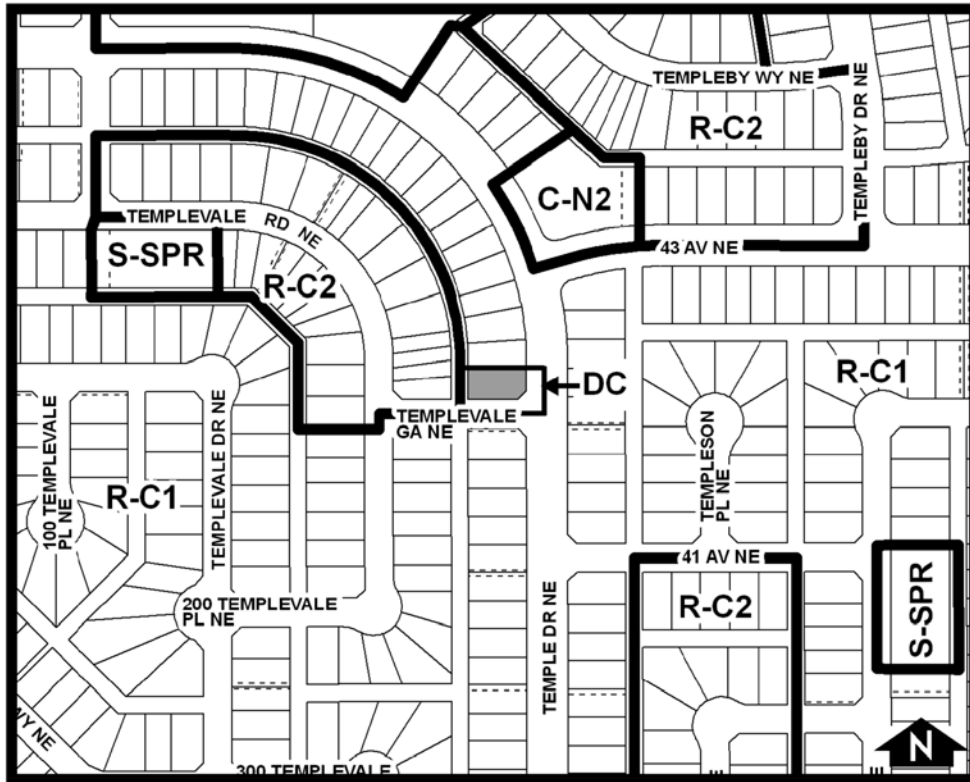 TEMPLEBY WY NE
R-C2
TEMPLEBY DR NE
C-N2
TEMPLEVALE RD NE
43 AV NE
S-SPR
R-C2
DC
R-C1
TEMPLEVALE
GA NE
TEMPLESON
PL NE
100 TEMPLEVALE
PL NE
R-C1
TEMPLEVALE DR NE
41 AV NE
R-C2
S-SPR
200 TEMPLEVALE
PL NE
TEMPLE DR NE
WY NE
300 TEMPLEVALE
N